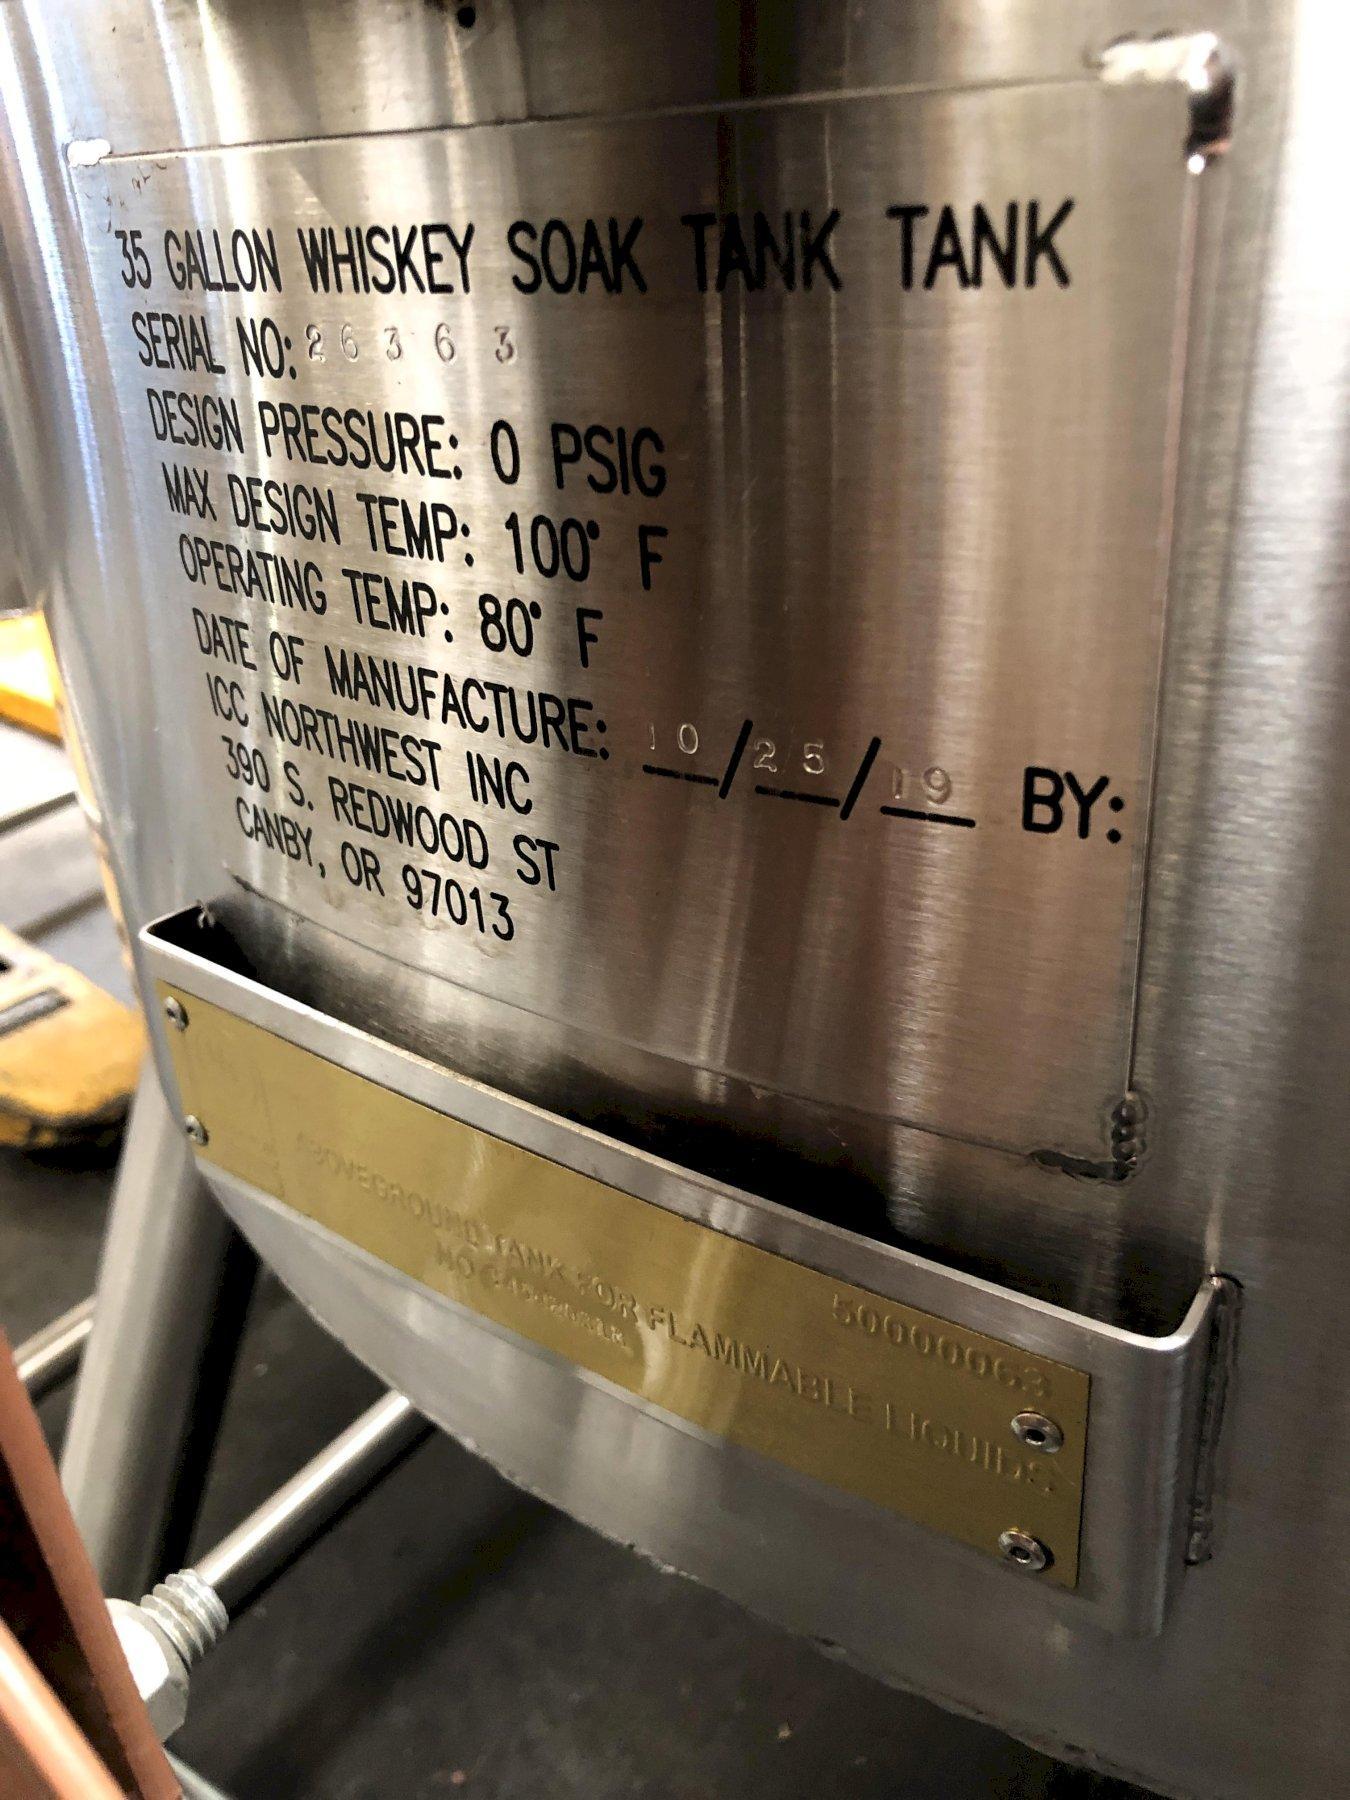 35 GALLON WHISKEY SOAK TANK TANK
SERIAL NO: 26363
DESIGN PRESSURE: 0 PSIG
MAX DESIGN TEMP: 100° F
OPERATING TEMP: 80° F
DATE OF MANUFACTURE: 10/25/19 BY:
ICC NORTHWEST INC
390 S. REDWOOD ST
CANBY, OR 97013
50000063
ABOVEGROUND TANK FOR FLAMMABLE LIQUIDS